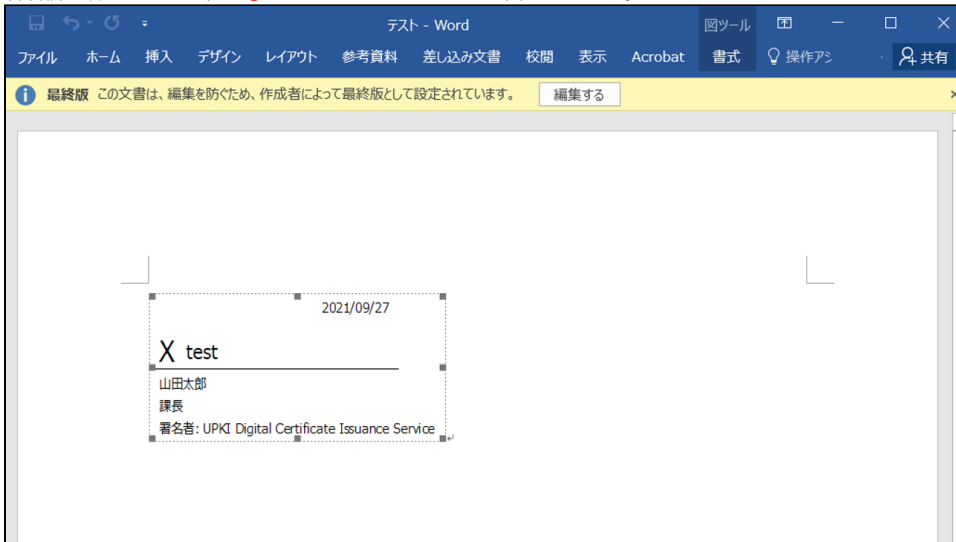 テスト - Word
図ツール
ファイル ホーム 挿入 デザイン レイアウト 参考資料 差し込み文書 校閲 表示 Acrobat 書式 操作アシ 共有
最終版 この文書は、編集を防ぐため、作成者によって最終版として設定されています。 編集する
2021/09/27
X test
山田太郎
課長
署名者: UPKI Digital Certificate Issuance Service